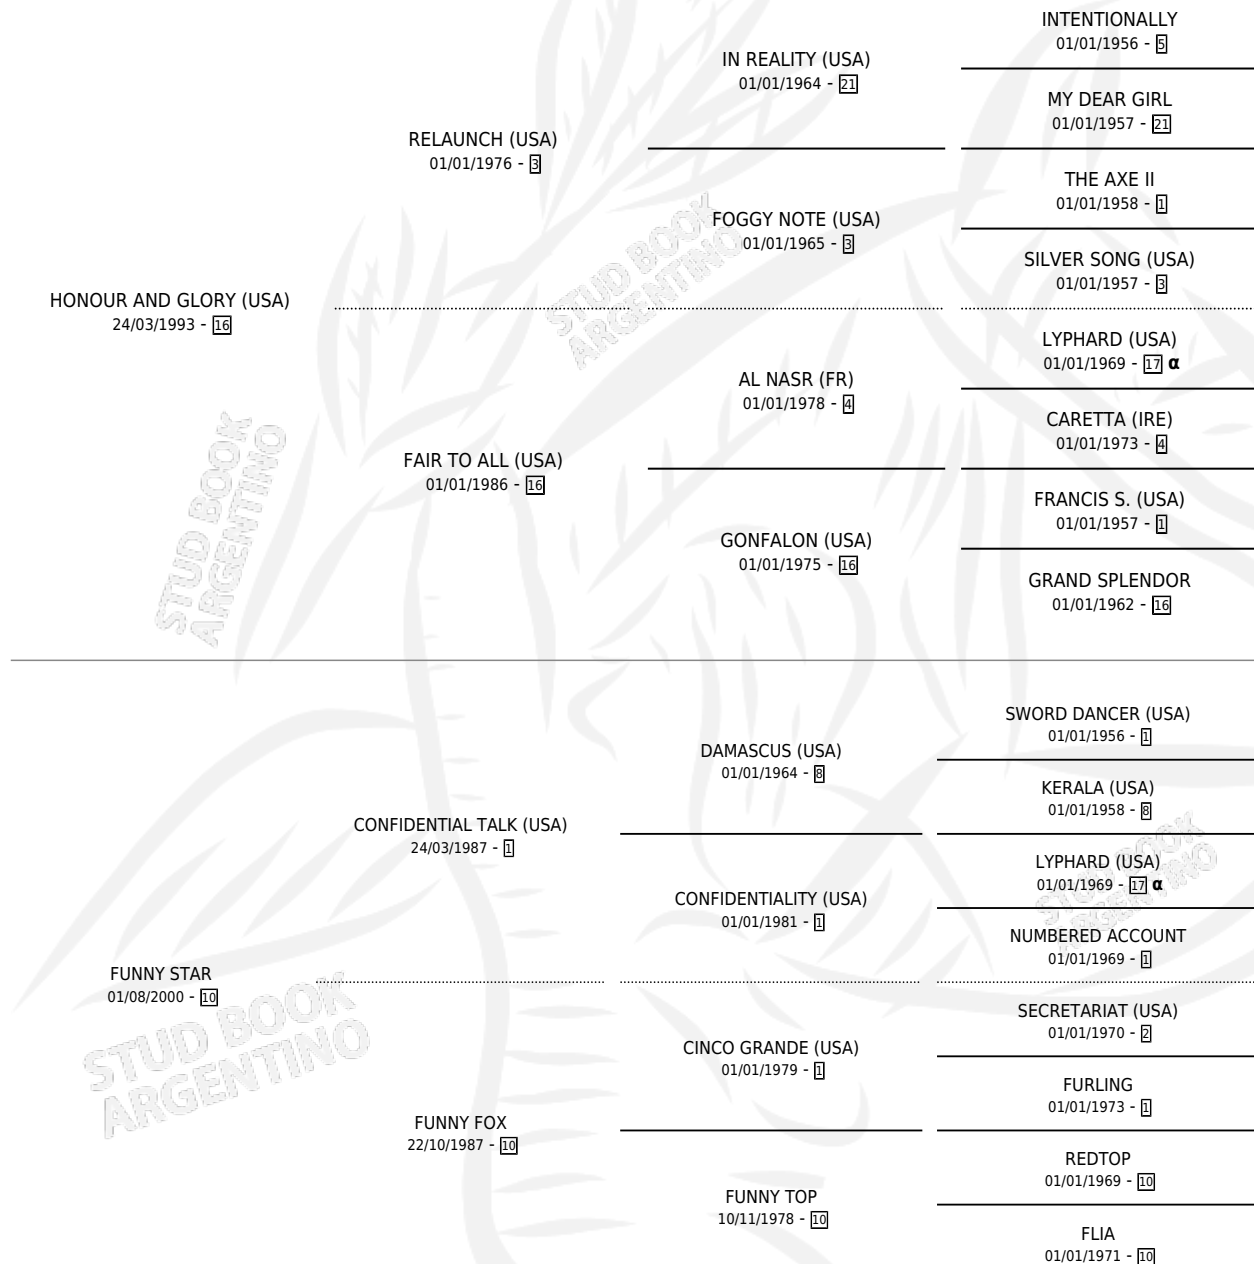 INTENTIONALLY
01/01/1956 - 5
IN REALITY (USA)
01/01/1964 - 21
MY DEAR GIRL
01/01/1957 - 21
RELAUNCH (USA)
01/01/1976 - 3
THE AXE II
01/01/1958 - 1
FOGGY NOTE (USA)
01/01/1965 - 3
SILVER SONG (USA)
01/01/1957 - 3
HONOUR AND GLORY (USA)
24/03/1993 - 16
LYPHARD (USA)
01/01/1969 - 17 α
AL NASR (FR)
01/01/1978 - 4
CARETTA (IRE)
01/01/1973 - 4
FAIR TO ALL (USA)
01/01/1986 - 16
FRANCIS S. (USA)
01/01/1957 - 1
GONFALON (USA)
01/01/1975 - 16
GRAND SPLENDOR
01/01/1962 - 16
SWORD DANCER (USA)
01/01/1956 - 1
DAMASCUS (USA)
01/01/1964 - 8
KERALA (USA)
01/01/1958 - 8
CONFIDENTIAL TALK (USA)
24/03/1987 - 1
LYPHARD (USA)
01/01/1969 - 17 α
CONFIDENTIALITY (USA)
01/01/1981 - 1
NUMBERED ACCOUNT
01/01/1969 - 1
FUNNY STAR
01/08/2000 - 10
SECRETARIAT (USA)
01/01/1970 - 2
CINCO GRANDE (USA)
01/01/1979 - 1
FURLING
01/01/1973 - 1
FUNNY FOX
22/10/1987 - 10
REDTOP
01/01/1969 - 10
FUNNY TOP
10/11/1978 - 10
FLIA
01/01/1971 - 10
STUD BOOK
ARGENTINO
STUD BOOK
ARGENTINO
STUD BOOK
ARGENTINO
STUD BOOK
ARGENTINO